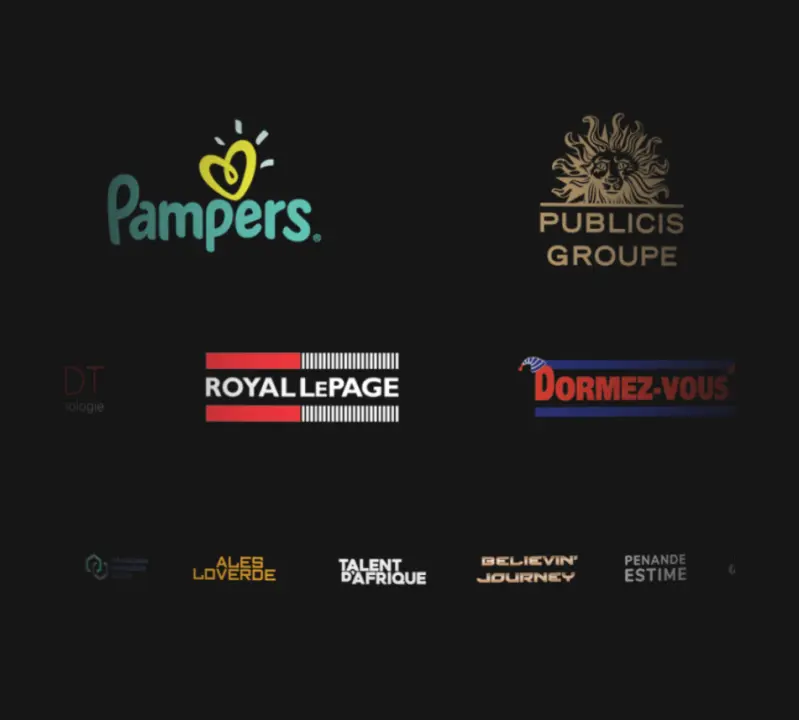 Pampers®
PUBLICIS
GROUPE
DT
ologie
ROYAL LEPAGE
DORMEZ-VOUS
ALES
LOVERDE
TALENT
D'AFRIQUE
BELIEVIN'
JOURNEY
PENANDE
ESTIME